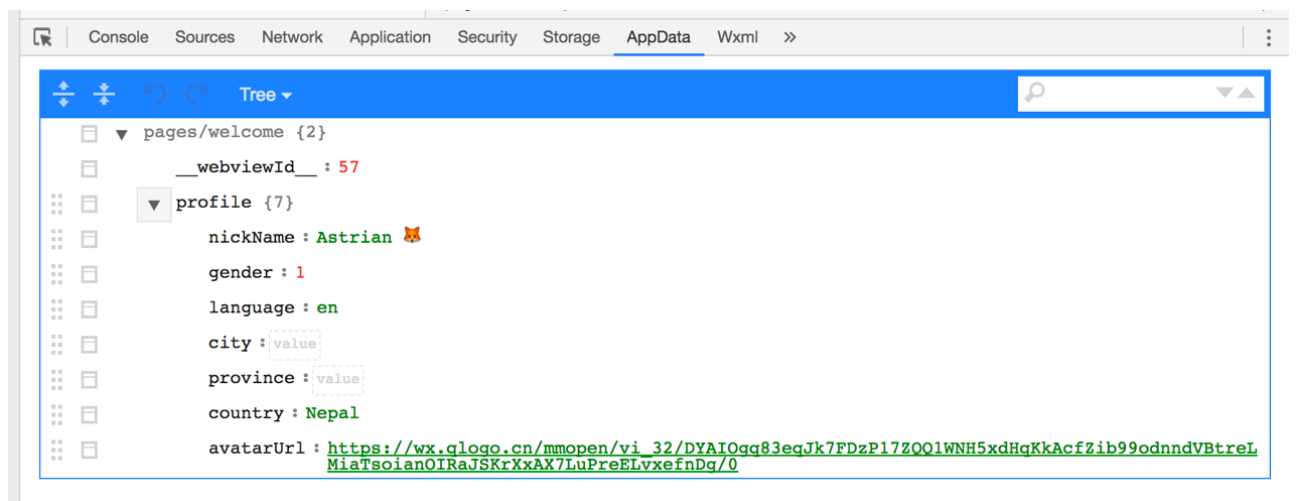 Console Sources Network Application Security Storage AppData Wxml »
Tree
pages/welcome {2}
__webviewId__ : 57
profile {7}
nickName : Astrian 🦊
gender : 1
language : en
city : value
province : value
country : Nepal
avatarUrl : https://wx.qlogo.cn/mmopen/vi_32/DYAIOgq83eqJk7FDzP17ZQQ1WNH5xdHqKkAcfZib99odnndVBtreL
MiaTsoianOIRaJSKrXxAX7LuPreELvxefnDg/0